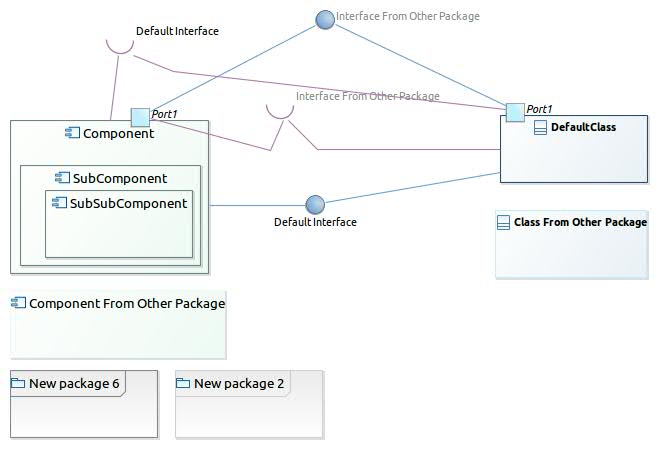 Interface From Other Package
Default Interface
Interface From Other Package
Port1
Port1
Component
DefaultClass
SubComponent
SubSubComponent
Default Interface
Class From Other Package
Component From Other Package
New package 6
New package 2